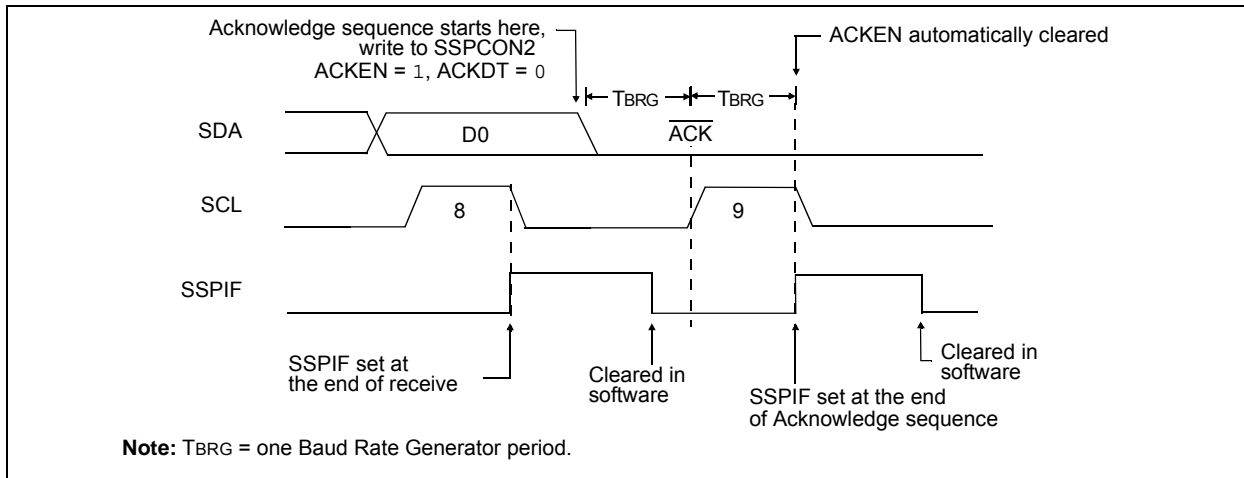 Acknowledge sequence starts here,
write to SSPCON2
ACKEN = 1, ACKDT = 0
ACKEN automatically cleared
TBRG
TBRG
SDA
D0
ACK
SCL
8
9
SSPIF
SSPIF set at
the end of receive
Cleared in
software
SSPIF set at the end
of Acknowledge sequence
Cleared in
software
Note: TBRG = one Baud Rate Generator period.